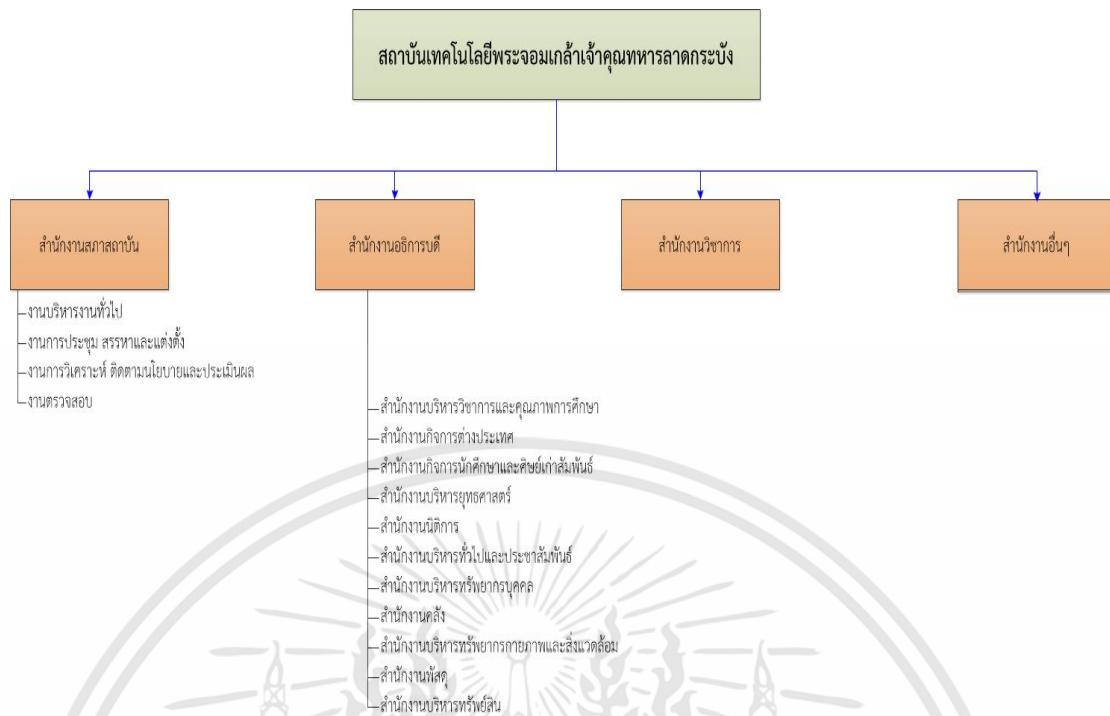 สถาบันเทคโนโลยีพระจอมเกล้าเจ้าคุณทหารลาดกระบัง
สำนักงานสภาสถาบัน
สำนักงานอธิการบดี
สำนักงานวิชาการ
สำนักงานอื่นๆ
งานบริหารงานทั่วไป
งานการประชุม สรรหาและแต่งตั้ง
งานการวิเคราะห์ ติดตามนโยบายและประเมินผล
งานตรวจสอบ
สำนักงานบริหารวิชาการและคุณภาพการศึกษา
สำนักงานกิจการต่างประเทศ
สำนักงานกิจการนักศึกษาและศิษย์เก่าสัมพันธ์
สำนักงานบริหารยุทธศาสตร์
สำนักงานนิติการ
สำนักงานบริหารทั่วไปและประชาสัมพันธ์
สำนักงานบริหารทรัพยากรบุคคล
สำนักงานคลัง
สำนักงานบริหารทรัพยากรกายภาพและสิ่งแวดล้อม
สำนักงานพัสดุ
สำนักงานบริหารทรัพย์สิน